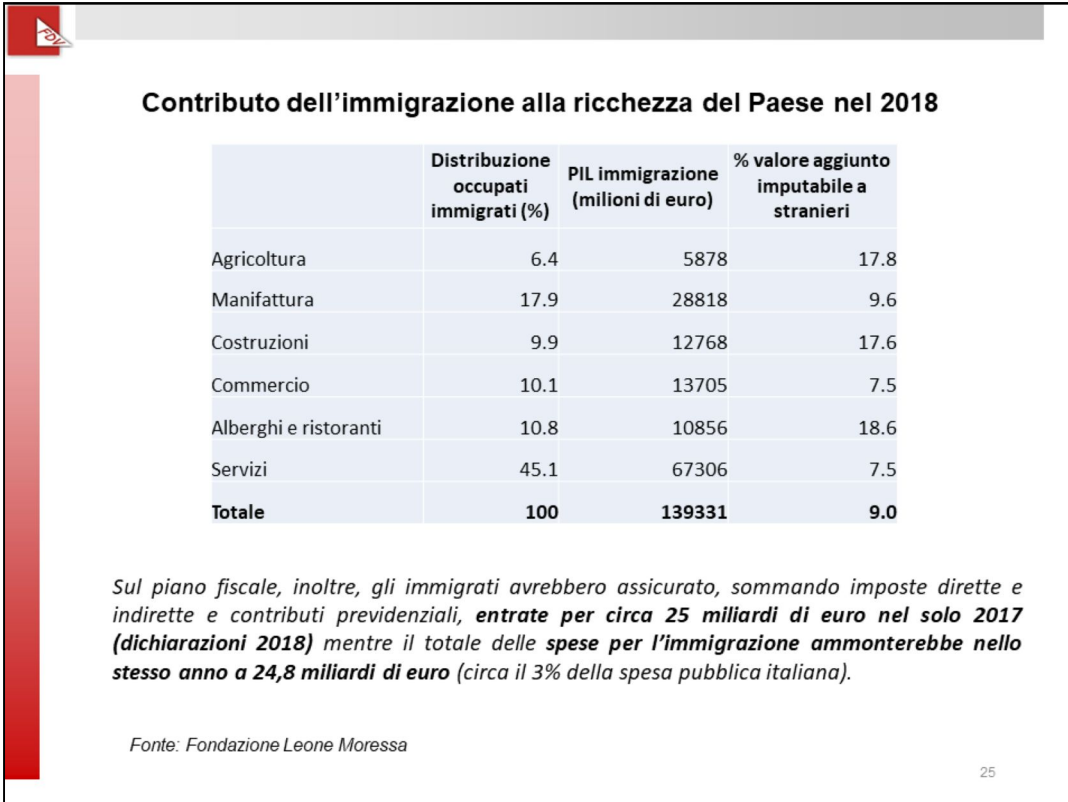 FDV
Contributo dell'immigrazione alla ricchezza del Paese nel 2018
Distribuzione occupati immigrati (%) PIL immigrazione (milioni di euro) % valore aggiunto imputabile a stranieri
Agricoltura 6.4 5878 17.8
Manifattura 17.9 28818 9.6
Costruzioni 9.9 12768 17.6
Commercio 10.1 13705 7.5
Alberghi e ristoranti 10.8 10856 18.6
Servizi 45.1 67306 7.5
Totale 100 139331 9.0
Sul piano fiscale, inoltre, gli immigrati avrebbero assicurato, sommando imposte dirette e
indirette e contributi previdenziali, entrate per circa 25 miliardi di euro nel solo 2017
(dichiarazioni 2018) mentre il totale delle spese per l'immigrazione ammonterebbe nello
stesso anno a 24,8 miliardi di euro (circa il 3% della spesa pubblica italiana).
Fonte: Fondazione Leone Moressa
25